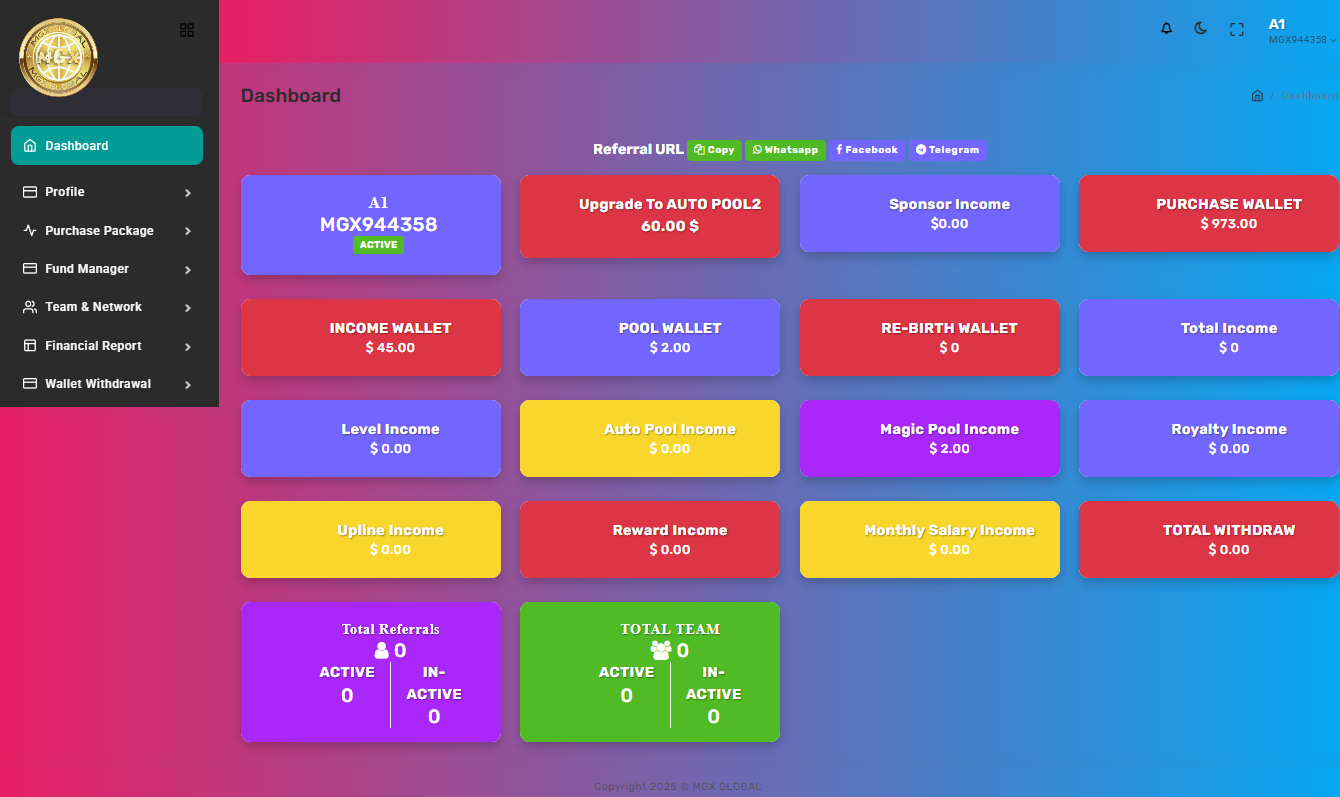 MGX GLOBAL
MGX
MGX GLOBAL
A1
MGX944358
Dashboard
/ Dashboard
Dashboard
Profile
Purchase Package
Fund Manager
Team & Network
Financial Report
Wallet Withdrawal
Referral URL Copy Whatsapp Facebook Telegram
A1
MGX944358
ACTIVE
Upgrade To AUTO POOL2
60.00 $
Sponsor Income
$0.00
PURCHASE WALLET
$ 973.00
INCOME WALLET
$ 45.00
POOL WALLET
$ 2.00
RE-BIRTH WALLET
$ 0
Total Income
$ 0
Level Income
$ 0.00
Auto Pool Income
$ 0.00
Magic Pool Income
$ 2.00
Royalty Income
$ 0.00
Upline Income
$ 0.00
Reward Income
$ 0.00
Monthly Salary Income
$ 0.00
TOTAL WITHDRAW
$ 0.00
Total Referrals
0
ACTIVE
0
IN-
ACTIVE
0
TOTAL TEAM
0
ACTIVE
0
IN-
ACTIVE
0
Copyright 2025 © MGX GLOBAL